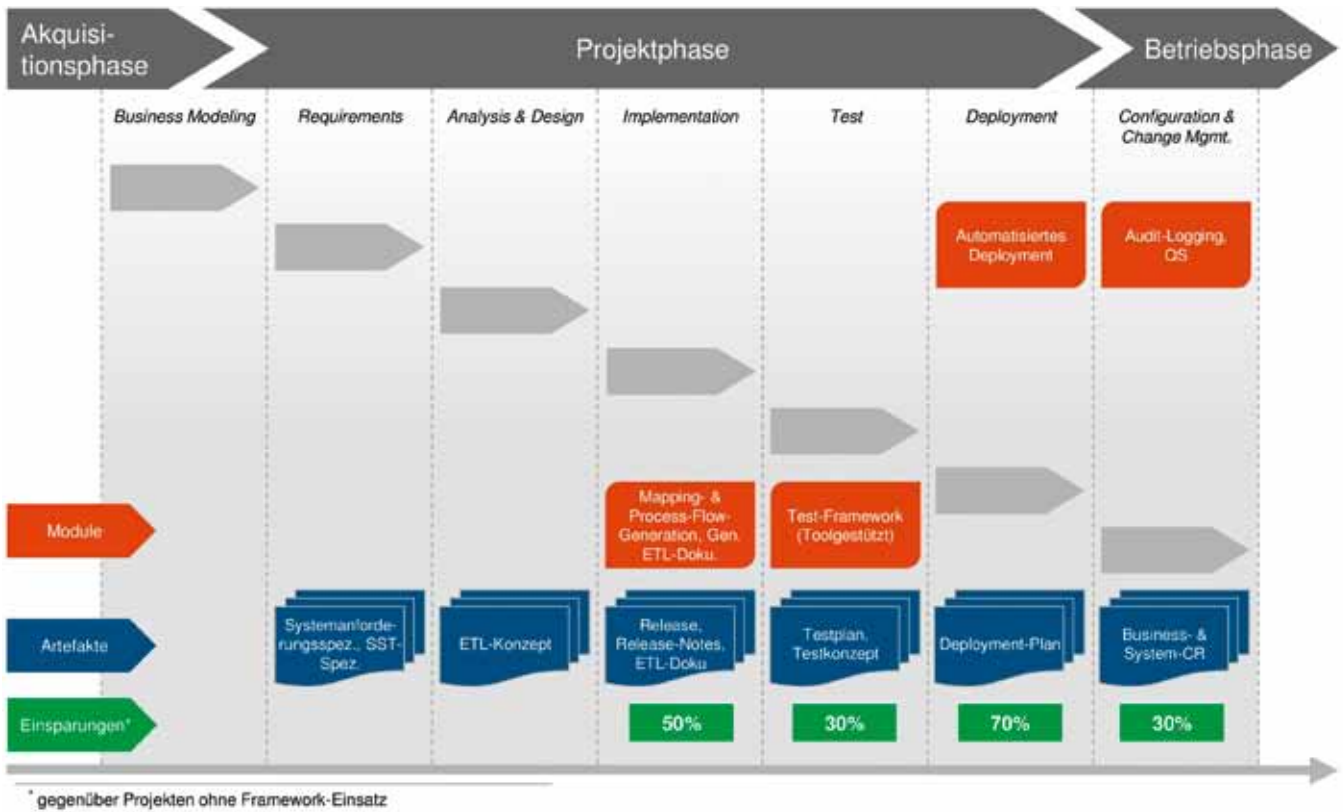 Akquisi-
tionsphase
Projektphase
Betriebsphase
Business Modeling
Requirements
Analysis & Design
Implementation
Test
Deployment
Configuration &
Change Mgmt.
Automatisiertes
Deployment
Audit-Logging,
QS
Module
Mapping- &
Process-Flow-
Generation, Gen.
ETL-Doku.
Test-Framework
(Toolgestützt)
Artefakte
Systemanforde-
rungsspez., SST-
Spez.
ETL-Konzept
Release,
Release-Notes,
ETL-Doku
Testplan,
Testkonzept
Deployment-Plan
Business- &
System-CR
Einsparungen*
50%
30%
70%
30%
* gegenüber Projekten ohne Framework-Einsatz